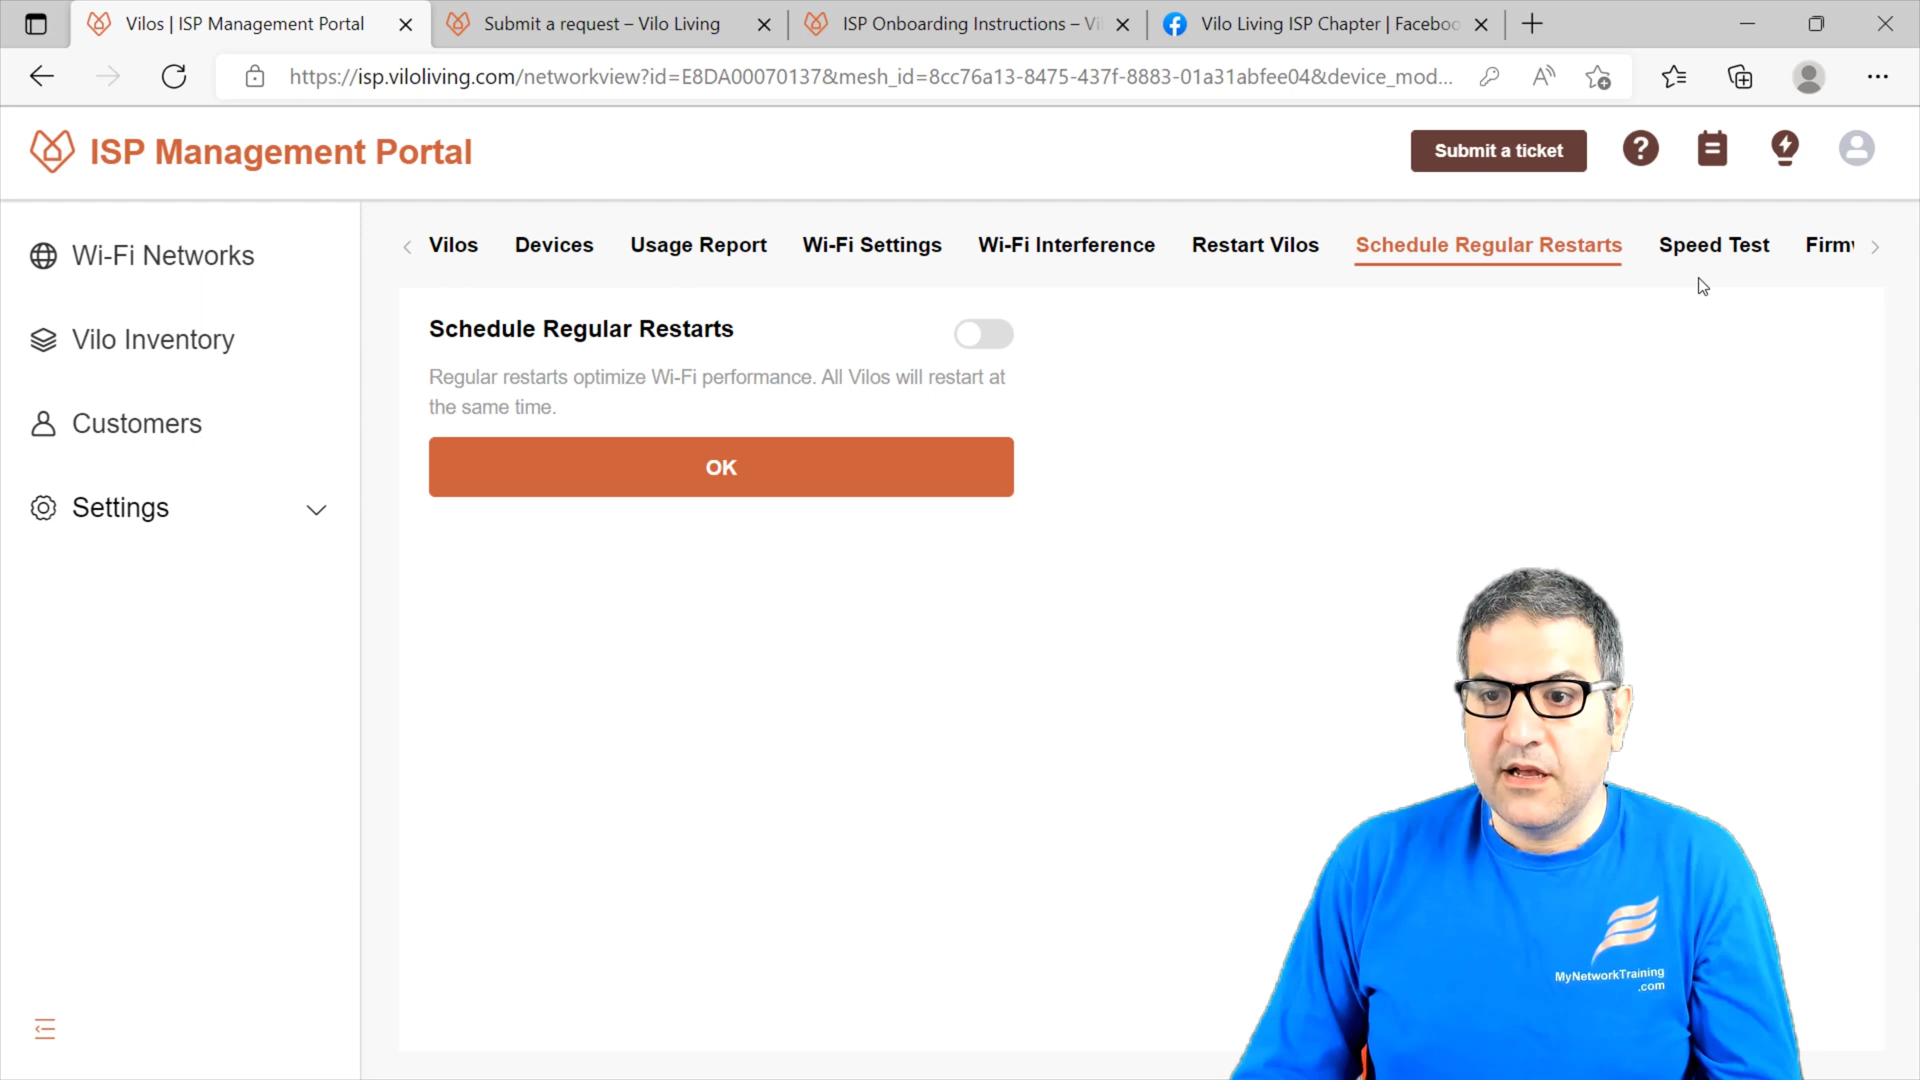 Vilos | ISP Management Portal
Submit a request – Vilo Living
ISP Onboarding Instructions –
Vilo Living ISP Chapter |
https://isp.viloliving.com/networkview?id=E8DA00070137&mesh_id=8cc76a13-8475-437f-8883-01a31abfee04&device_mod...
ISP Management Portal
Submit a ticket
Wi-Fi Networks
Vilo Inventory
Customers
Settings
Vilos
Devices
Usage Report
Wi-Fi Settings
Wi-Fi Interference
Restart Vilos
Schedule Regular Restarts
Speed Test
Schedule Regular Restarts
Regular restarts optimize Wi-Fi performance. All Vilos will restart at
the same time.
OK
MyNetworkTraining
.com